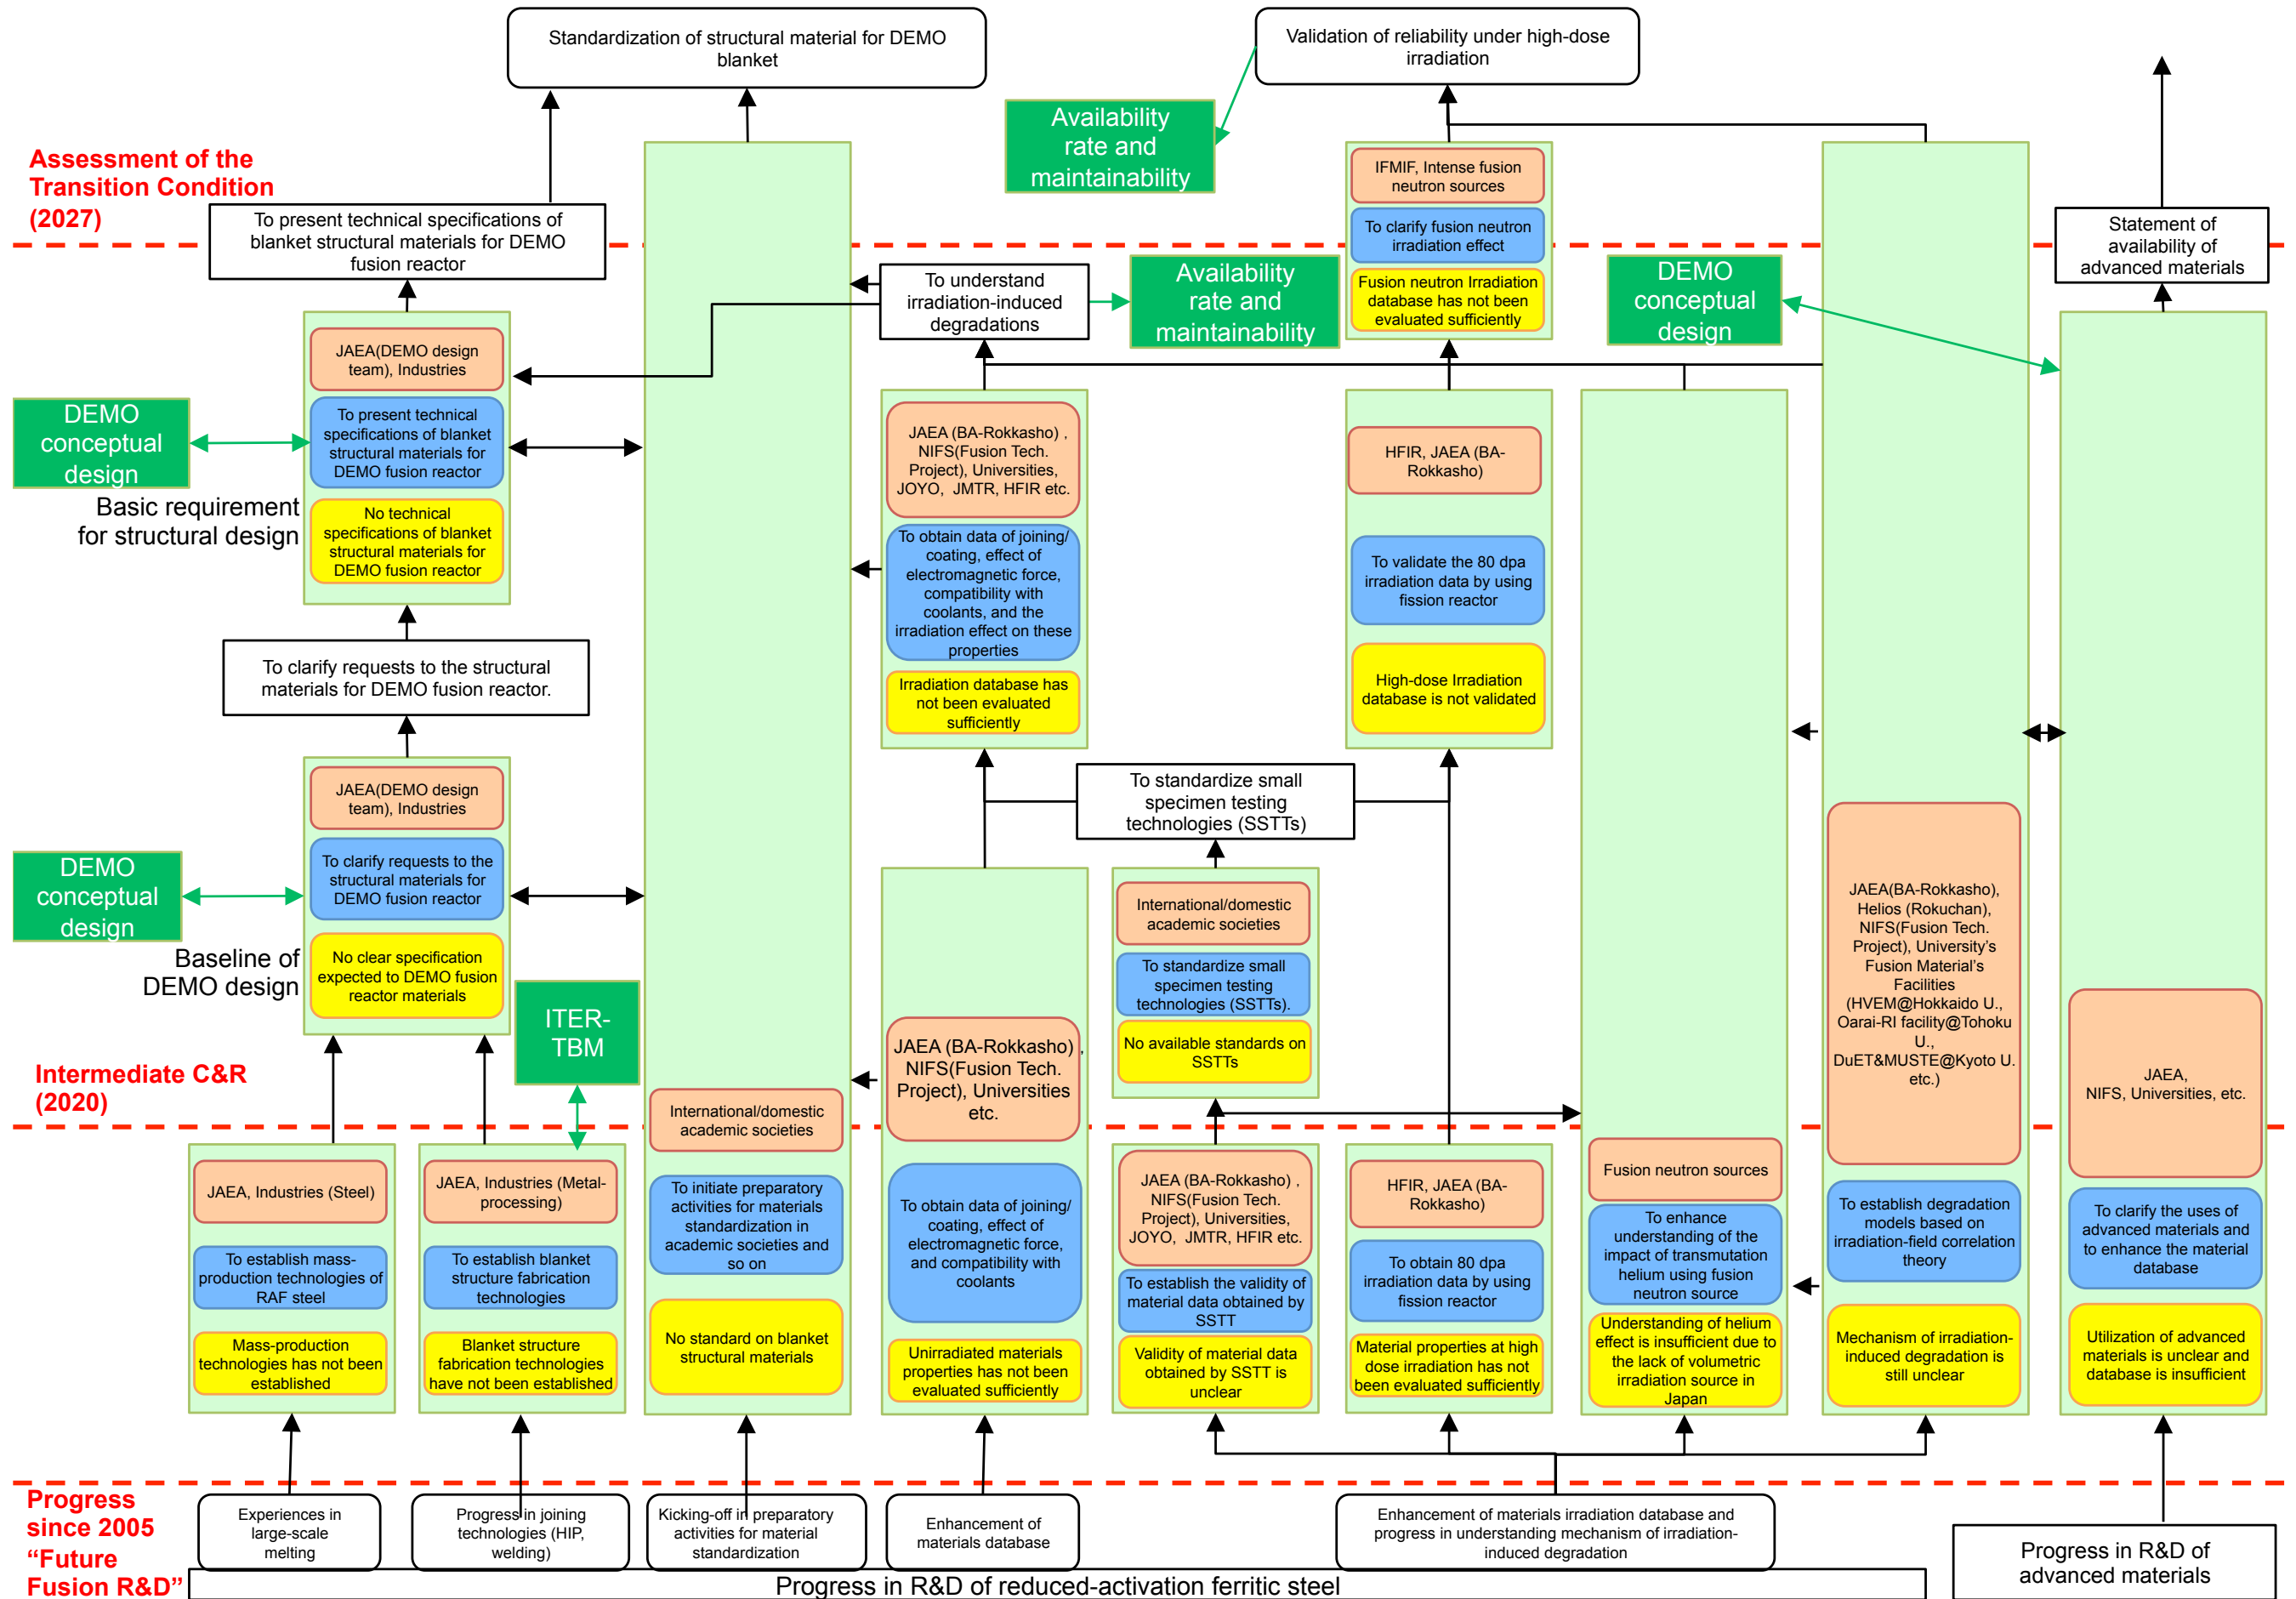 Standardization of structural material for DEMO
blanket
Validation of reliability under high-dose
irradiation
Availability
rate and
maintainability
Assessment of the
Transition Condition
(2027)
To present technical specifications of
blanket structural materials for DEMO
fusion reactor
IFMIF, Intense fusion
neutron sources
To clarify fusion neutron
irradiation effect
Fusion neutron Irradiation
database has not been
evaluated sufficiently
Statement of
availability of
advanced materials
To understand
irradiation-induced
degradations
Availability
rate and
maintainability
DEMO
conceptual
design
JAEA(DEMO design
team), Industries
To present technical
specifications of blanket
structural materials for
DEMO fusion reactor
No technical
specifications of blanket
structural materials for
DEMO fusion reactor
DEMO
conceptual
design
Basic requirement
for structural design
JAEA (BA-Rokkasho) ,
NIFS(Fusion Tech.
Project), Universities,
JOYO, JMTR, HFIR etc.
To obtain data of joining/
coating, effect of
electromagnetic force,
compatibility with
coolants, and the
irradiation effect on these
properties
Irradiation database has
not been evaluated
sufficiently
HFIR, JAEA (BA-
Rokkasho)
To validate the 80 dpa
irradiation data by using
fission reactor
High-dose Irradiation
database is not validated
To clarify requests to the structural
materials for DEMO fusion reactor.
To standardize small
specimen testing
technologies (SSTTs)
JAEA(DEMO design
team), Industries
To clarify requests to the
structural materials for
DEMO fusion reactor
No clear specification
expected to DEMO fusion
reactor materials
DEMO
conceptual
design
Baseline of
DEMO design
ITER-
TBM
International/domestic
academic societies
To standardize small
specimen testing
technologies (SSTTs).
No available standards on
SSTTs
JAEA(BA-Rokkasho),
Helios (Rokuchan),
NIFS(Fusion Tech.
Project), University's
Fusion Material's
Facilities
(HVEM@Hokkaido U.,
Oarai-RI facility@Tohoku
U.,
DuET&MUSTE@Kyoto U.
etc.)
To establish degradation
models based on
irradiation-field correlation
theory
Mechanism of irradiation-
induced degradation is
still unclear
JAEA,
NIFS, Universities, etc.
To clarify the uses of
advanced materials and
to enhance the material
database
Utilization of advanced
materials is unclear and
database is insufficient
Intermediate C&R
(2020)
JAEA, Industries (Steel)
To establish mass-
production technologies of
RAF steel
Mass-production
technologies has not been
established
JAEA, Industries (Metal-
processing)
To establish blanket
structure fabrication
technologies
Blanket structure
fabrication technologies
have not been established
International/domestic
academic societies
To initiate preparatory
activities for materials
standardization in
academic societies and
so on
No standard on blanket
structural materials
JAEA (BA-Rokkasho) ,
NIFS(Fusion Tech.
Project), Universities
etc.
To obtain data of joining/
coating, effect of
electromagnetic force,
and compatibility with
coolants
Unirradiated materials
properties has not been
evaluated sufficiently
JAEA (BA-Rokkasho) ,
NIFS(Fusion Tech.
Project), Universities,
JOYO, JMTR, HFIR etc.
To establish the validity of
material data obtained by
SSTT
Validity of material data
obtained by SSTT is
unclear
HFIR, JAEA (BA-
Rokkasho)
To obtain 80 dpa
irradiation data by using
fission reactor
Material properties at high
dose irradiation has not
been evaluated sufficiently
Fusion neutron sources
To enhance
understanding of the
impact of transmutation
helium using fusion
neutron source
Understanding of helium
effect is insufficient due to
the lack of volumetric
irradiation source in
Japan
Progress
since 2005
“Future
Fusion R&D”
Experiences in
large-scale
melting
Progress in joining
technologies (HIP,
welding)
Kicking-off in preparatory
activities for material
standardization
Enhancement of
materials database
Enhancement of materials irradiation database and
progress in understanding mechanism of irradiation-
induced degradation
Progress in R&D of
advanced materials
Progress in R&D of reduced-activation ferritic steel